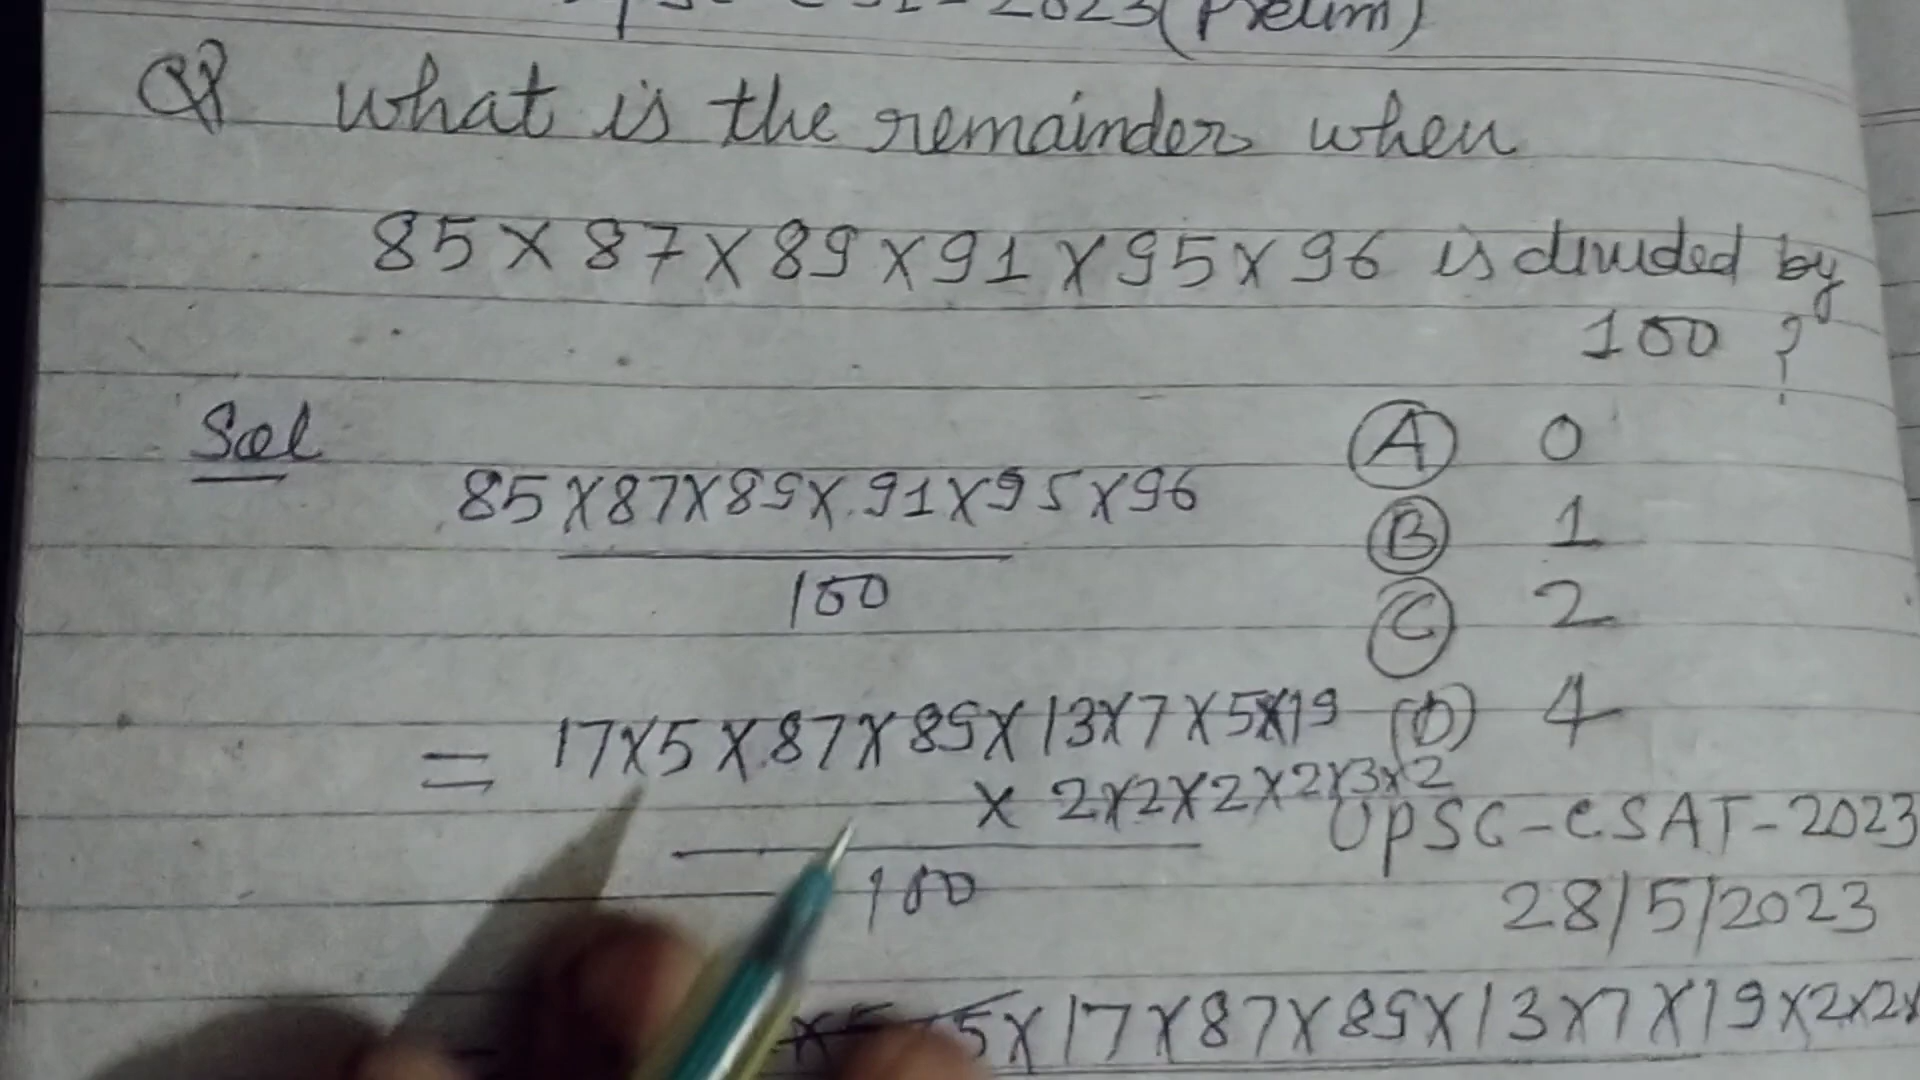 2023 (Prelim)
Q what is the remainder when
85 X 87 X 89 X 91 X 95 X 96 is divided by
100 ?
Sol
(A) 0
85 X 87 X 89 X 91 X 95 X 96
(B) 1
100
(C) 2
= 17 X 5 X 87 X 89 X 13 X 7 X 5 X 19
(D) 4
X 2 X 2 X 2 X 2 X 3 X 2
UPSC - CSAT - 2023
100
28/5/2023
5 X 17 X 87 X 89 X 13 X 7 X 19 X 2 X 2 X